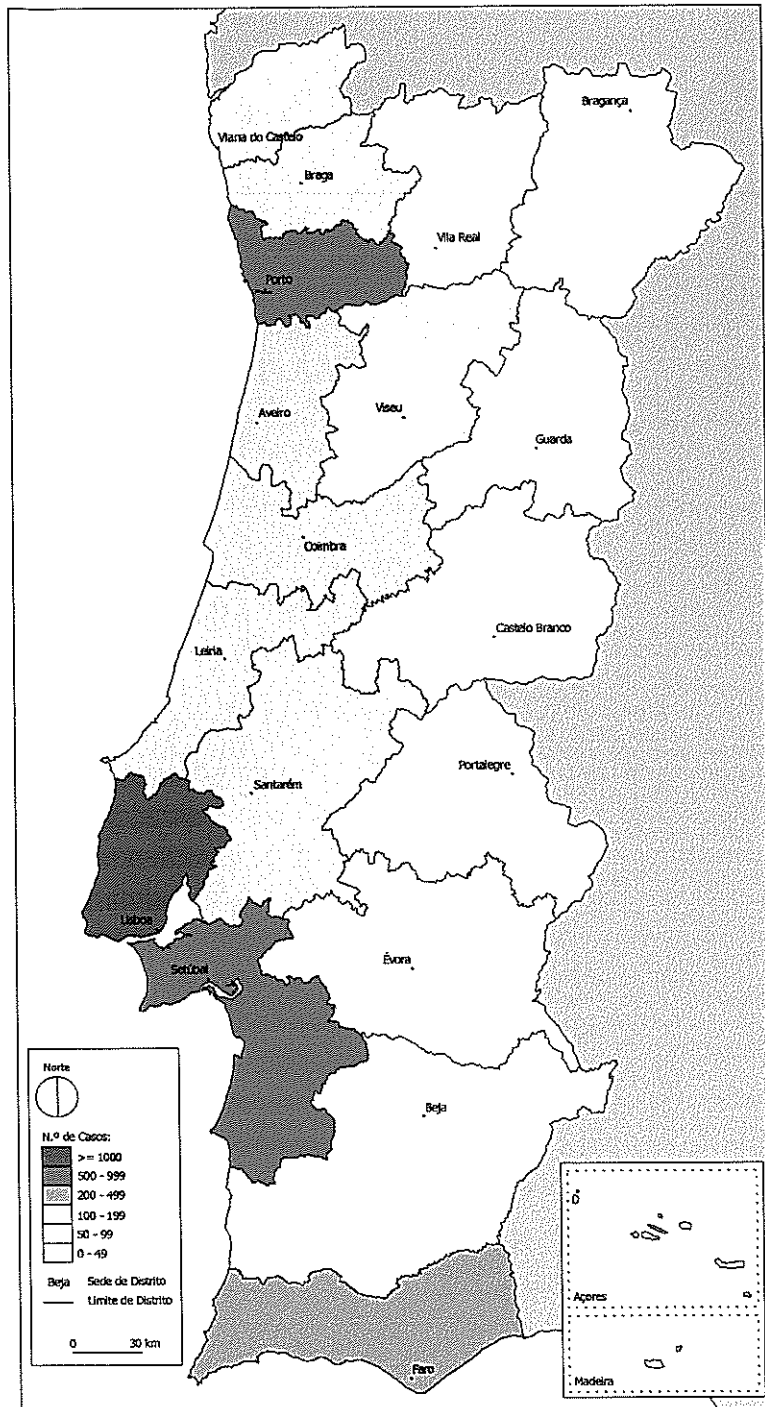 Bragança
Viana do Castelo
Braga
Vila Real
Porto
Aveiro
Viseu
Guarda
Coimbra
Castelo Branco
Leiria
Portalegre
Santarém
Lisboa
Évora
Setúbal
Norte
Beja
N.º de Casos:
>= 1000
500 - 999
200 - 499
100 - 199
50 - 99
0 - 49
Beja Sede de Distrito
Limite de Distrito
0 30 km
Açores
Faro
Madeira